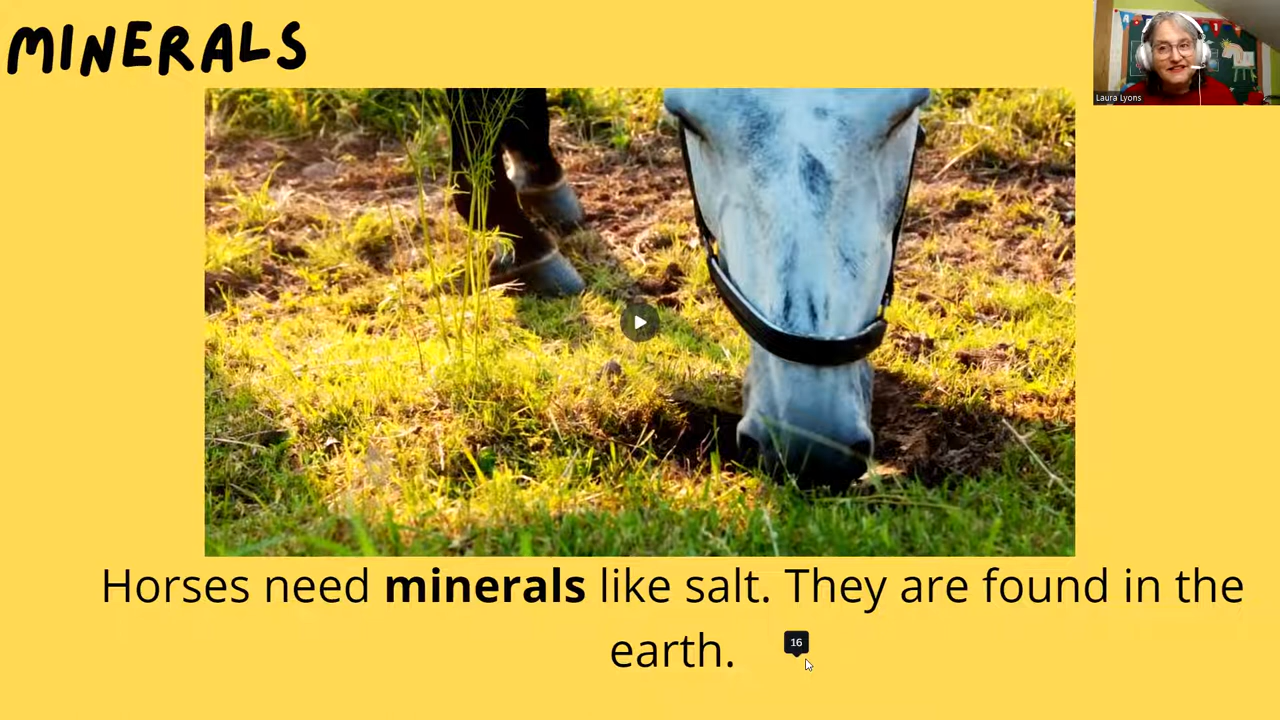 MINERALS
Laura Lyons
Horses need minerals like salt. They are found in the
earth.
16